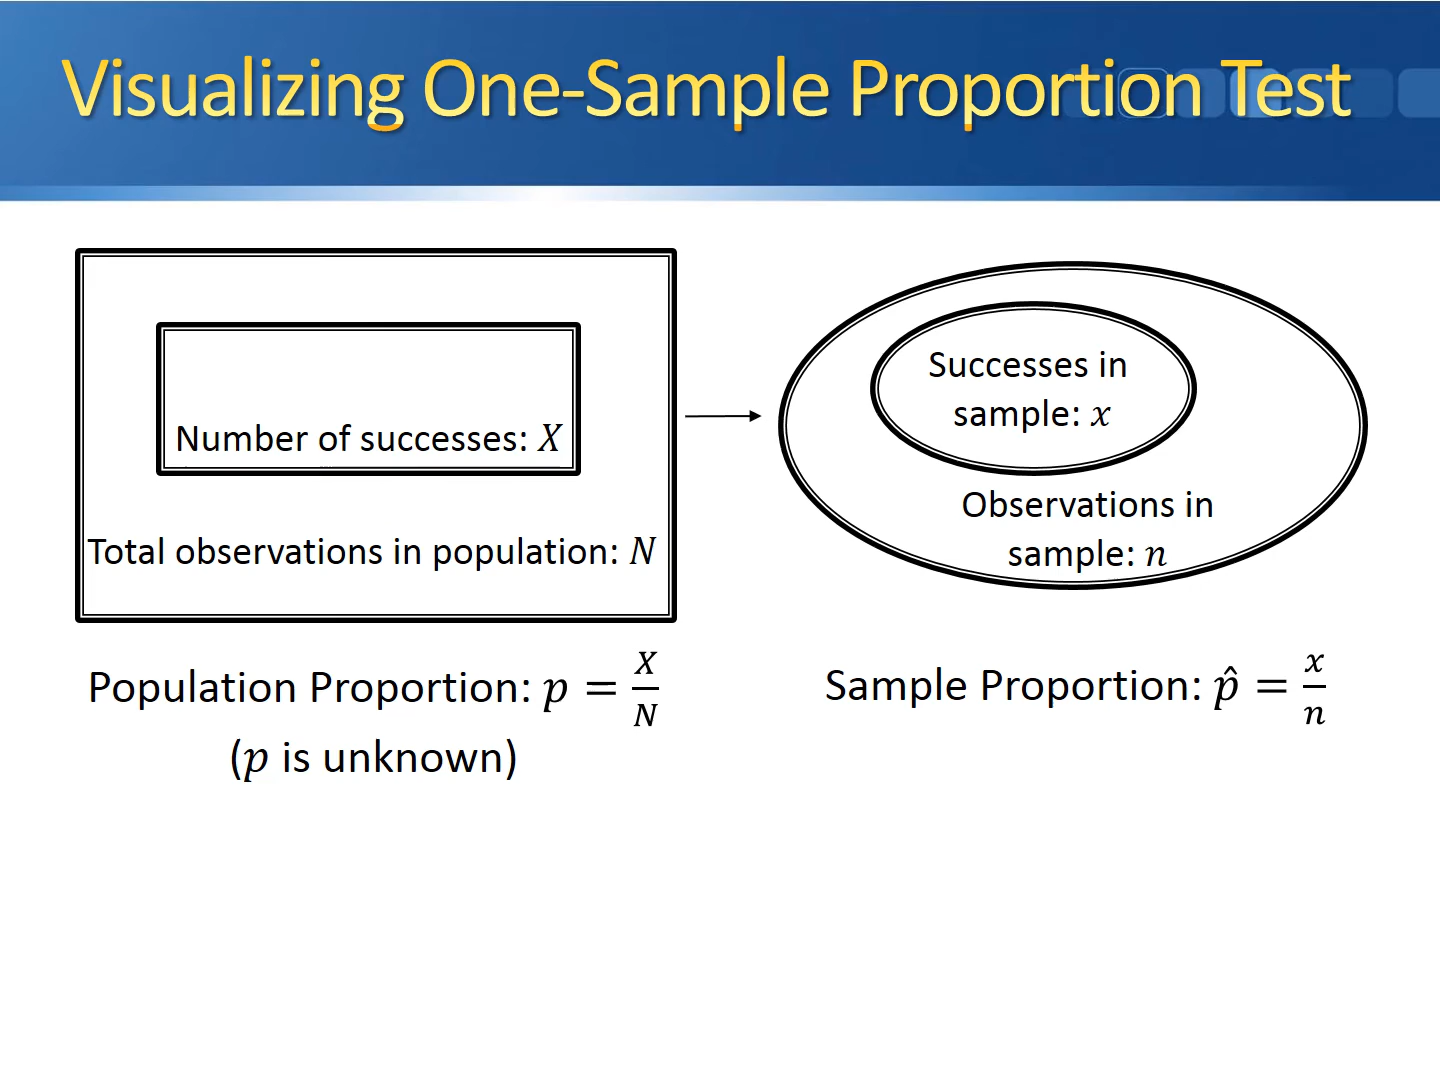 Visualizing One-Sample Proportion Test
Number of successes: X
Total observations in population: N
Successes in
sample: x
Observations in
sample: n
Population Proportion: p = X/N
(p is unknown)
Sample Proportion: p̂ = x/n